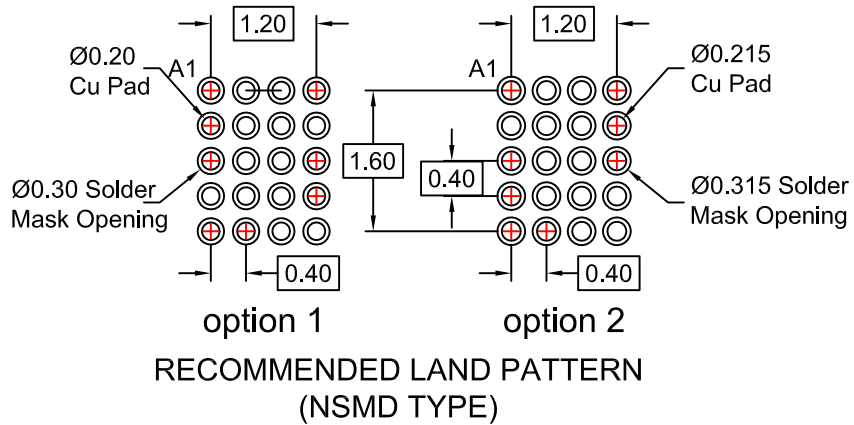 1.20
Ø0.20
Cu Pad
A1
Ø0.30 Solder
Mask Opening
0.40
option 1
1.60
0.40
1.20
A1
Ø0.215
Cu Pad
Ø0.315 Solder
Mask Opening
0.40
option 2
RECOMMENDED LAND PATTERN
(NSMD TYPE)